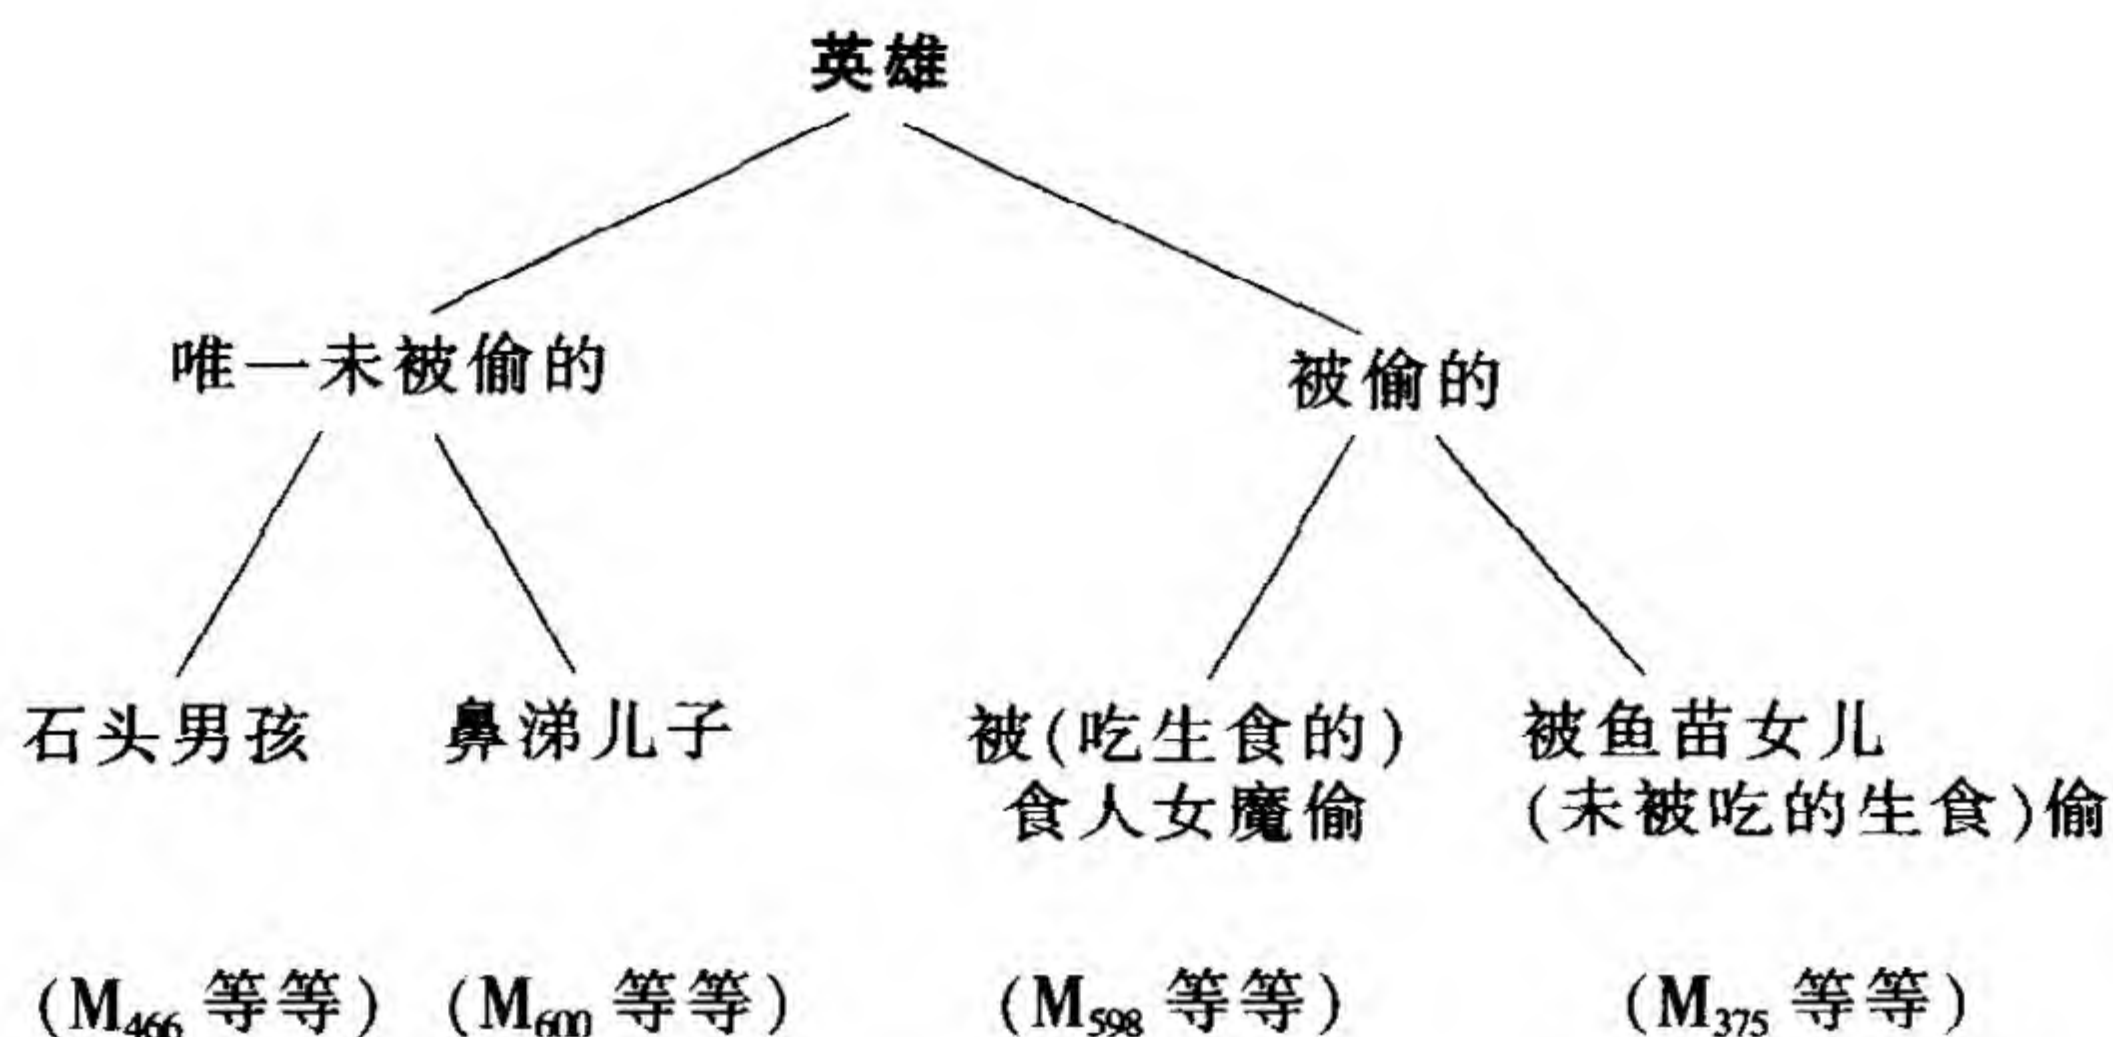 英雄
唯一未被偷的
被偷的
石头男孩
鼻涕儿子
被(吃生食的)
食人女魔偷
被鱼苗女儿
(未被吃的生食)偷
(M466 等等)
(M600 等等)
(M598 等等)
(M375 等等)